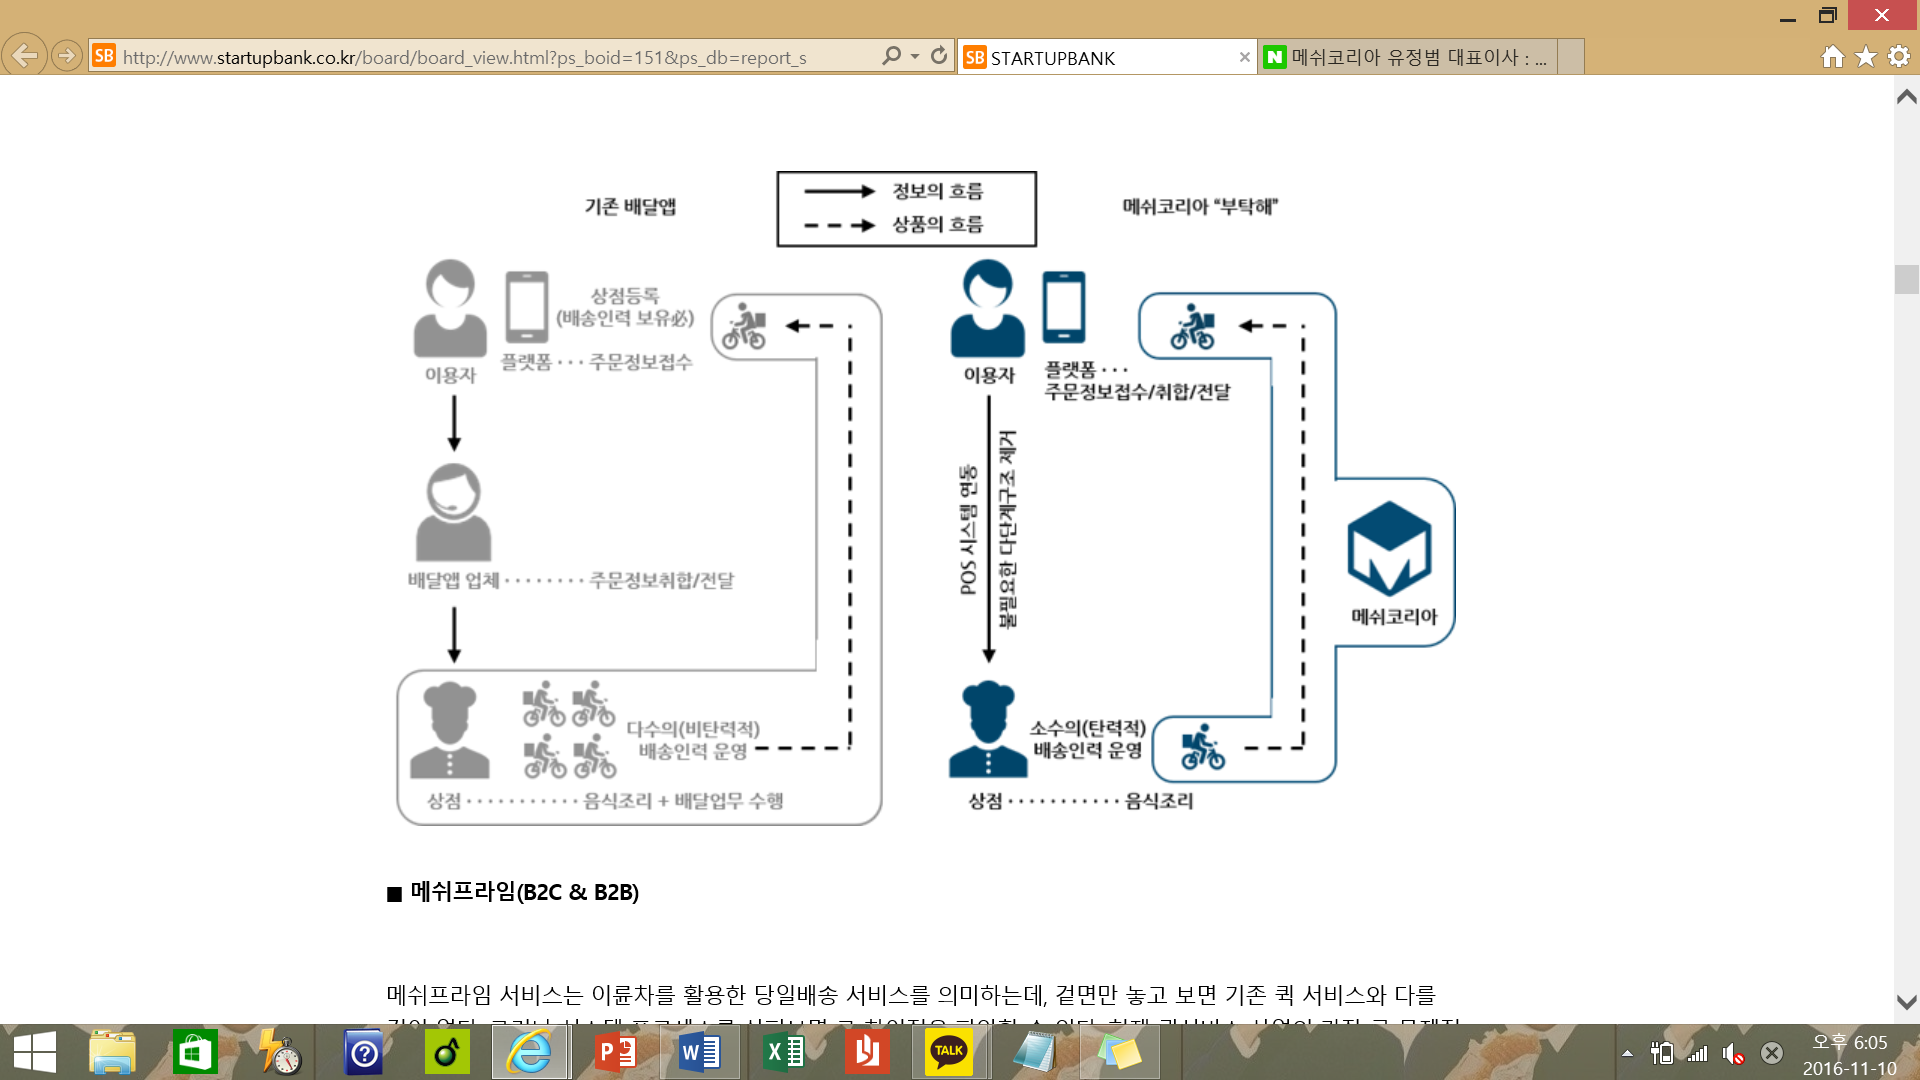 http://www.startupbank.co.kr/board/board_view.html?ps_boid=151&ps_db=report_s
SB STARTUPBANK
N 메쉬코리아 유정범 대표이사 : ...
기존 배달앱
정보의 흐름
상품의 흐름
메쉬코리아 “부탁해”
상점등록
(배송인력 보유必)
플랫폼 · · · 주문정보접수
이용자
배달앱 업체 · · · · · · · · 주문정보취합/전달
다수의(비탄력적)
배송인력 운영
상점 · · · · · · · · · · · 음식조리 + 배달업무 수행
이용자
플랫폼 · · ·
주문정보접수/취합/전달
POS 시스템 연동
불필요한 다단계구조 제거
메쉬코리아
소수의(탄력적)
배송인력 운영
상점 · · · · · · · · · · · 음식조리
■ 메쉬프라임(B2C & B2B)
메쉬프라임 서비스는 이륜차를 활용한 당일배송 서비스를 의미하는데, 겉면만 놓고 보면 기존 퀵 서비스와 다를
TALK
오후 6:05
2016-11-10